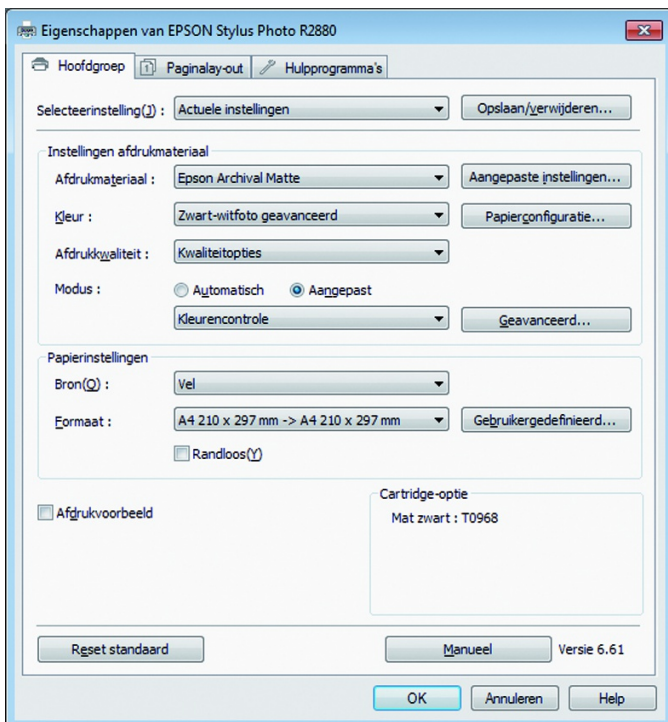 Eigenschappen van EPSON Stylus Photo R2880
Hoofdgroep
1 Paginalay-out
Hulpprogramma's
Selecteerinstelling(J) : Actuele instellingen Opslaan/verwijderen...
Instellingen afdrukmateriaal
Afdrukmateriaal : Epson Archival Matte Aangepaste instellingen...
Kleur : Zwart-witfoto geavanceerd Papierconfiguratie...
Afdrukkwaliteit : Kwaliteitopties
Modus : Automatisch Aangepast
Kleurencontrole Geavanceerd...
Papierinstellingen
Bron(Q) : Vel
Formaat : A4 210 x 297 mm -> A4 210 x 297 mm Gebruikergedefinieerd...
Randloos(Y)
Afdrukvoorbeeld
Cartridge-optie
Mat zwart : T0968
Reset standaard Manueel Versie 6.61
OK Annuleren Help